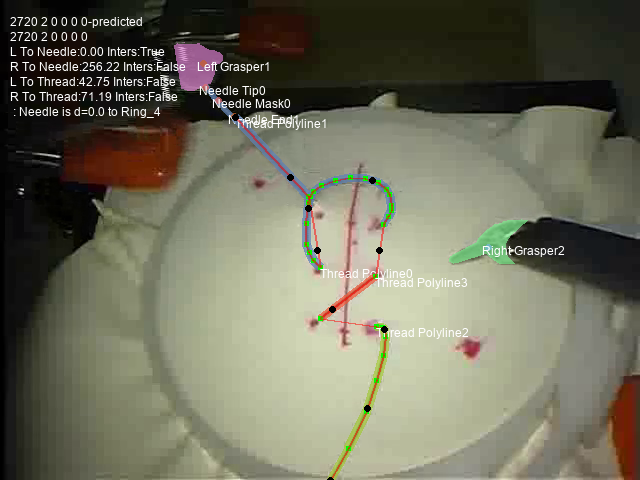 2720 2 0 0 0 0-predicted
2720 2 0 0 0 0
L To Needle:0.00 Inters:True
R To Needle:256.22 Inters:False
L To Thread:42.75 Inters:False
R To Thread:71.19 Inters:False
: Needle is d=0.0 to Ring_4
Left Grasper1
Needle Tip0
Needle Mask0
Needle End1
Thread Polyline1
Right Grasper2
Thread Polyline0
Thread Polyline3
Thread Polyline2